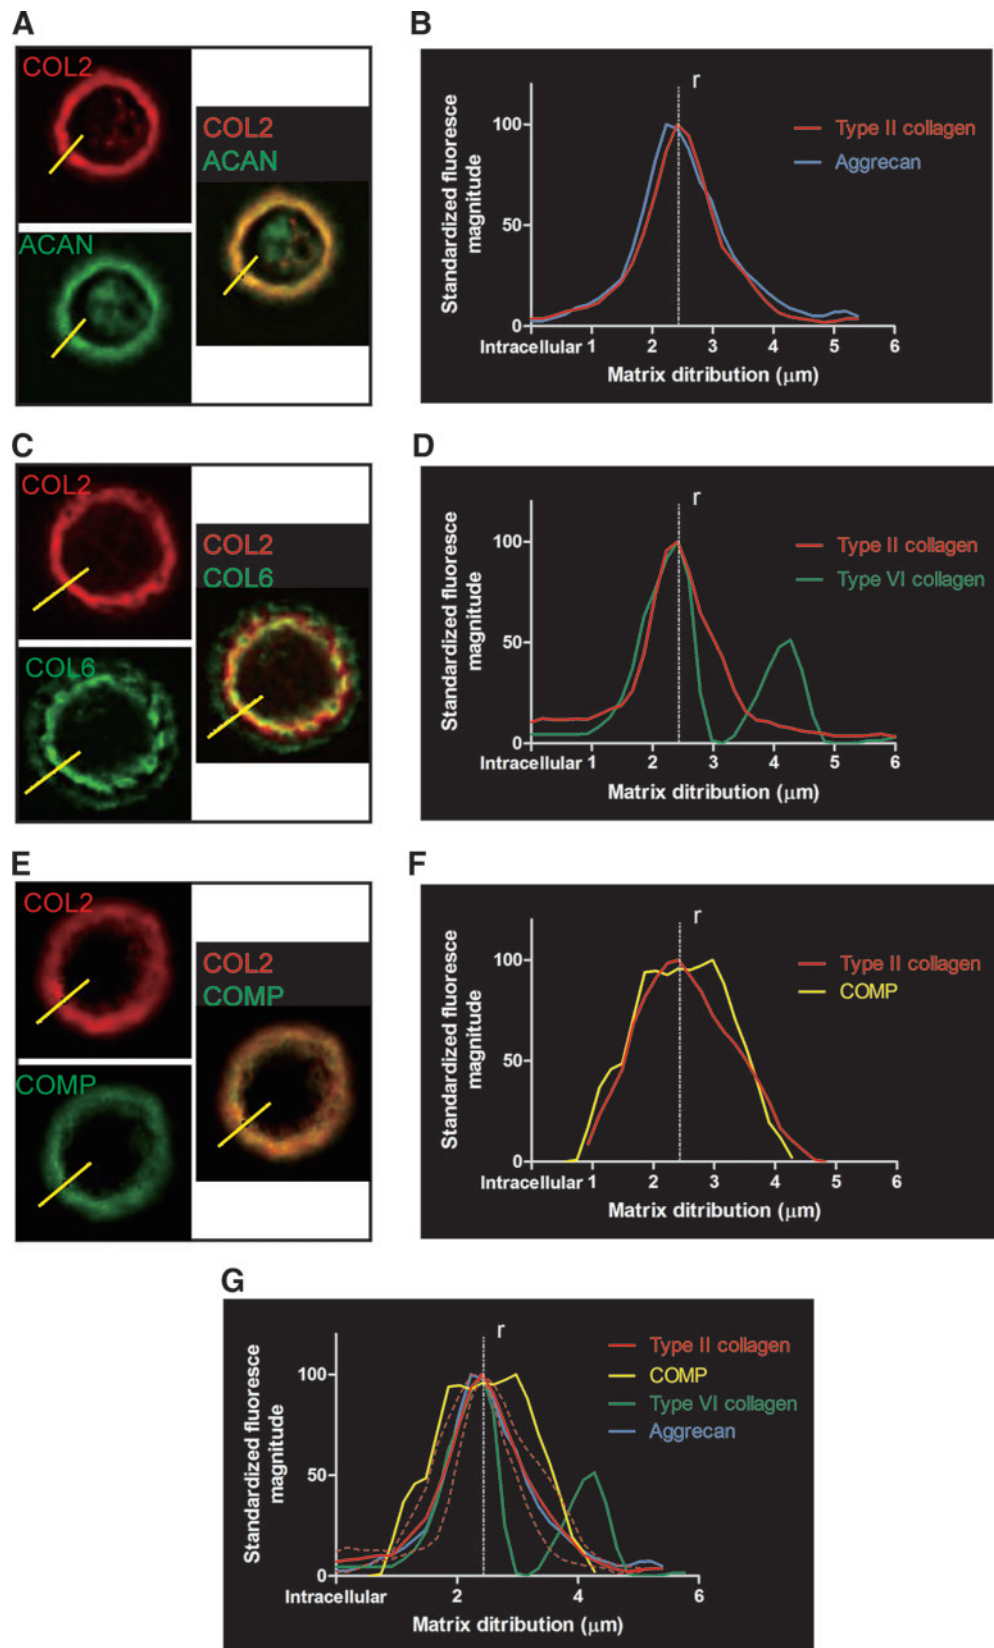 A
COL2
ACAN
COL2
ACAN
B
r
100
50
0
Standardized fluoresce
magnitude
Type II collagen
Aggrecan
Intracellular 1 2 3 4 5 6
Matrix ditribution (μm)
C
COL2
COL6
COL2
COL6
D
r
100
50
0
Standardized fluoresce
magnitude
Type II collagen
Type VI collagen
Intracellular 1 2 3 4 5 6
Matrix ditribution (μm)
E
COL2
COMP
COL2
COMP
F
r
100
50
0
Standardized fluoresce
magnitude
Type II collagen
COMP
Intracellular 1 2 3 4 5 6
Matrix ditribution (μm)
G
r
100
50
0
Standardized fluoresce
magnitude
Type II collagen
COMP
Type VI collagen
Aggrecan
Intracellular 2 4 6
Matrix ditribution (μm)